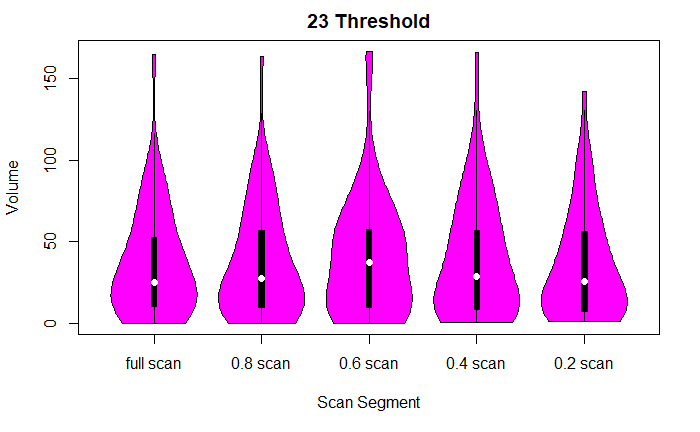 23 Threshold
Volume
150
100
50
0
full scan
0.8 scan
0.6 scan
0.4 scan
0.2 scan
Scan Segment